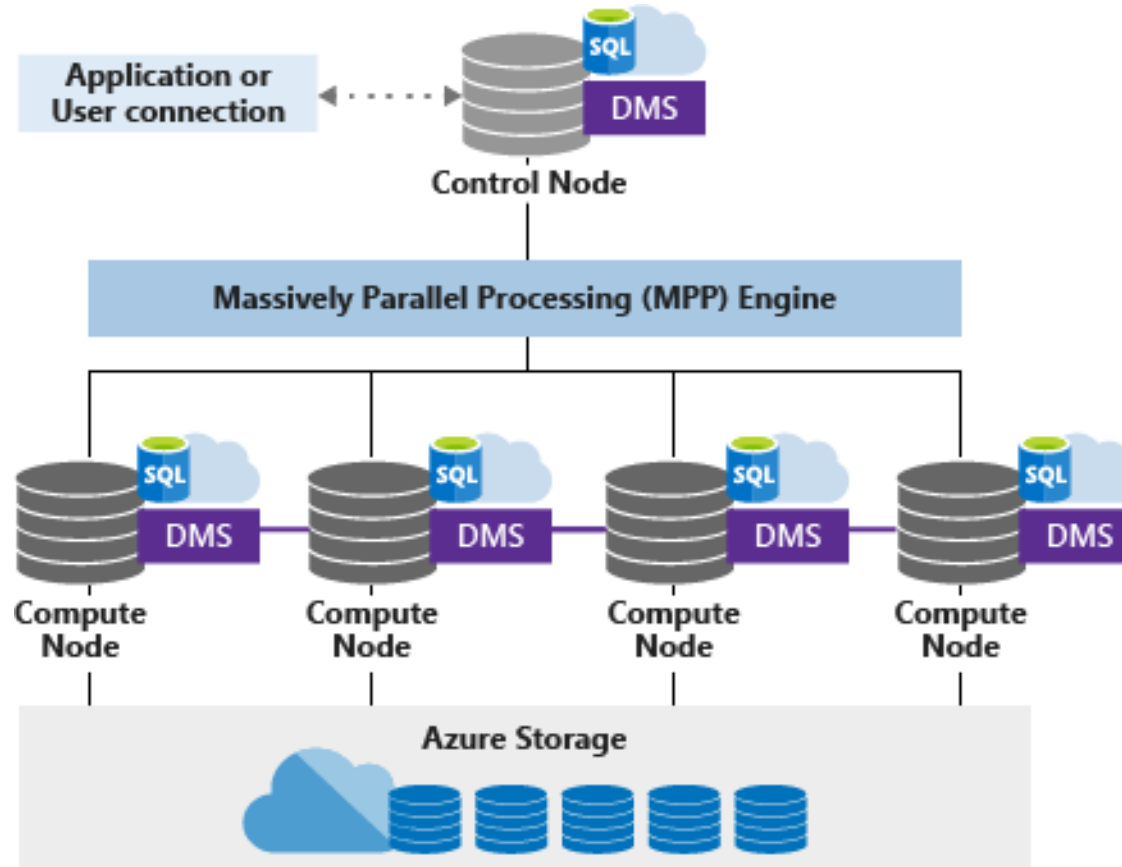 Application or
User connection
SQL
DMS
Control Node
Massively Parallel Processing (MPP) Engine
SQL
DMS
SQL
DMS
SQL
DMS
SQL
DMS
Compute
Node
Compute
Node
Compute
Node
Compute
Node
Azure Storage